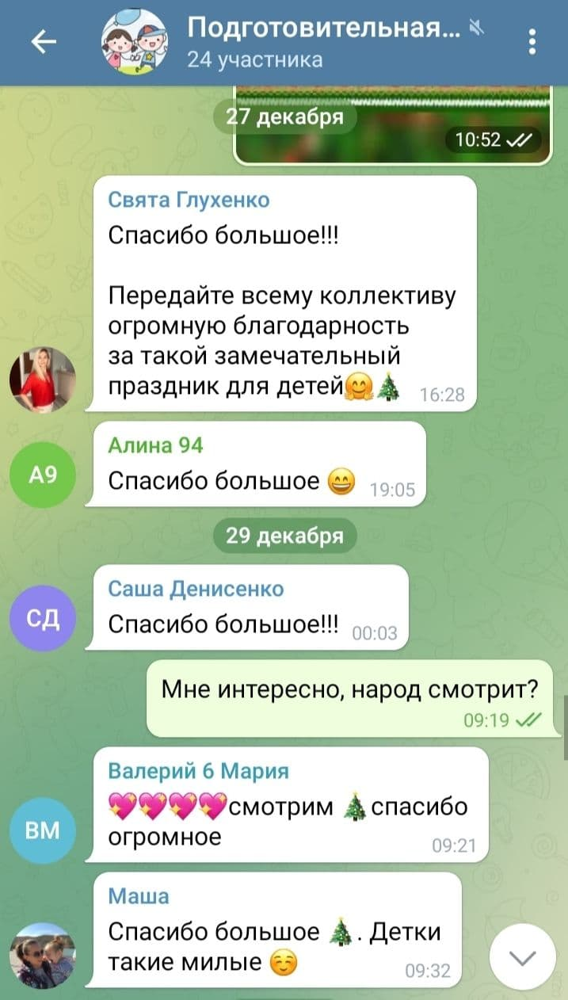 Подготовительная...
24 участника
27 декабря
10:52
Свята Глухенко
Спасибо большое!!!
Передайте всему коллективу
огромную благодарность
за такой замечательный
праздник для детей🤗🎄
16:28
А9
Алина 94
Спасибо большое 😄
19:05
29 декабря
СД
Саша Денисенко
Спасибо большое!!!
00:03
Мне интересно, народ смотрит?
09:19
ВМ
Валерий 6 Мария
💖💖💖💖смотрим 🎄спасибо
огромное
09:21
Маша
Спасибо большое 🎄. Детки
такие милые ☺️
09:32